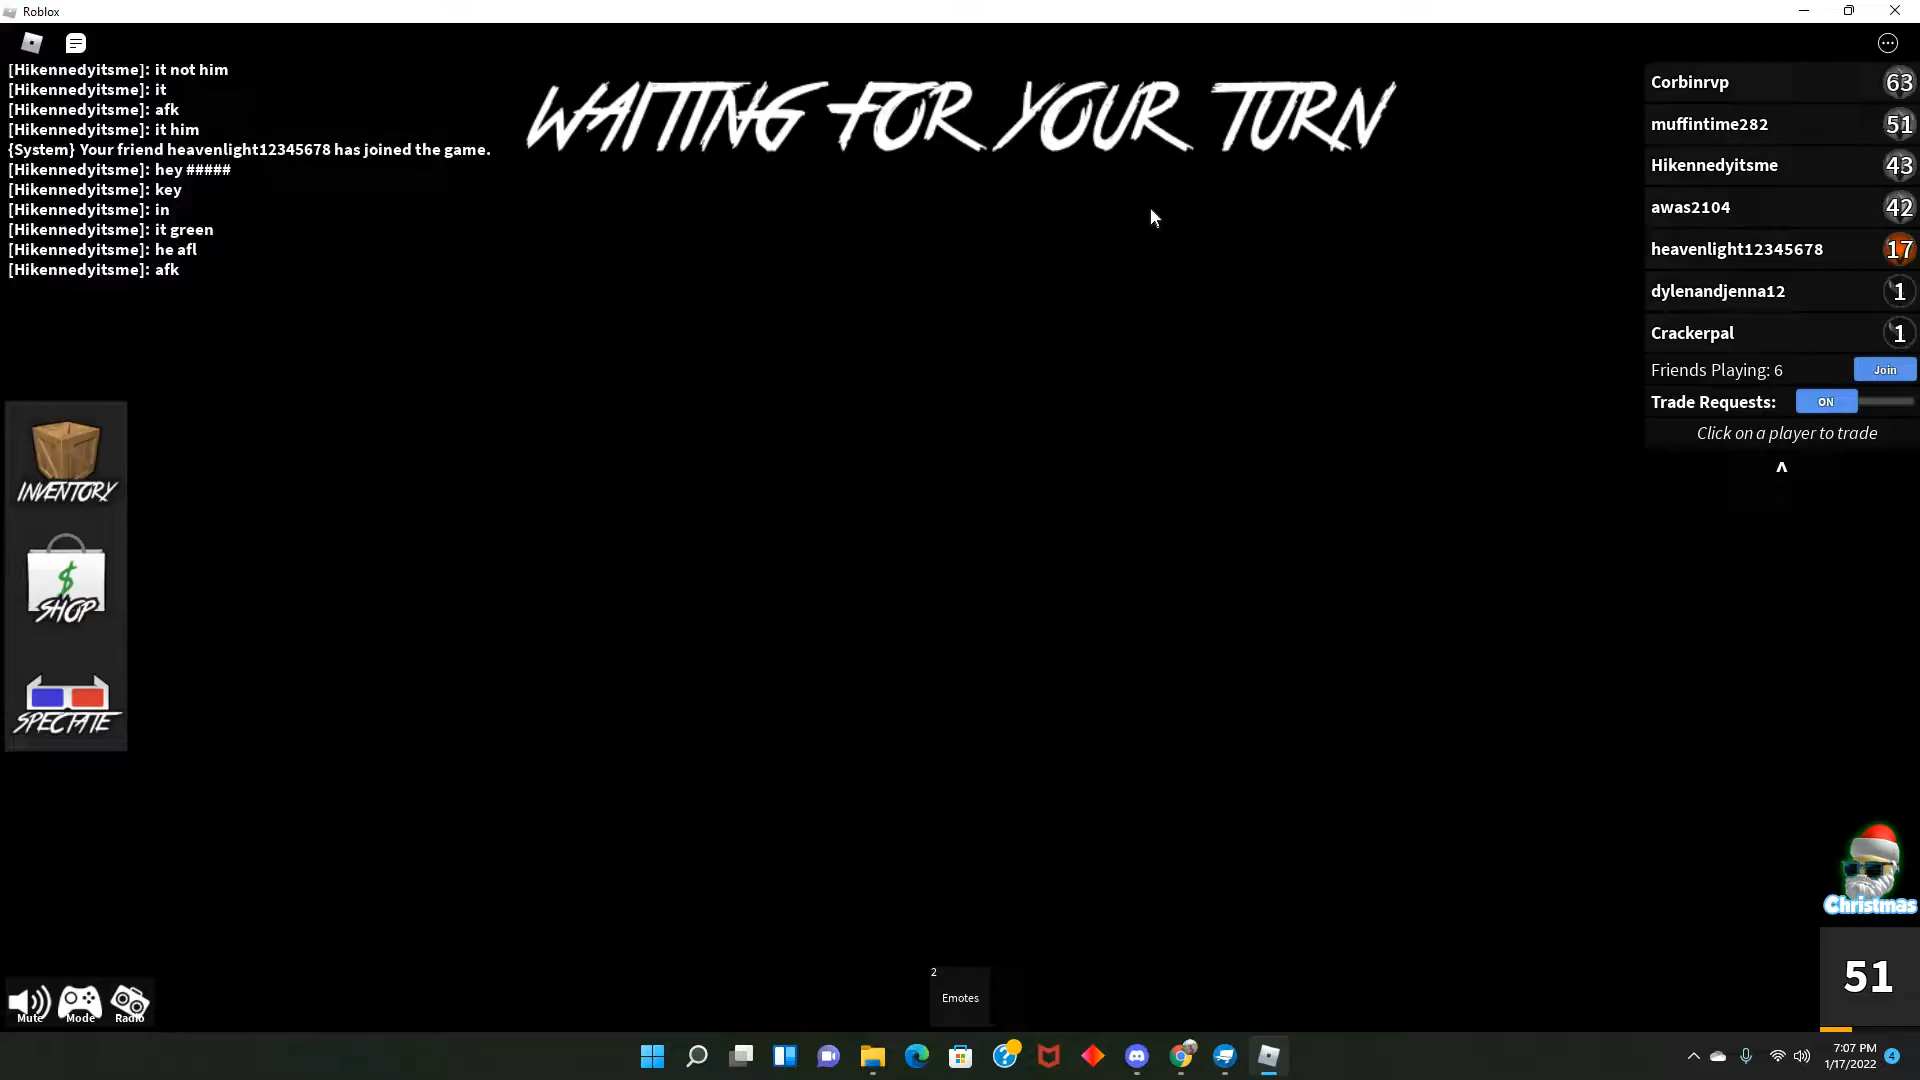 Roblox
[Hikennedyitsme]: it not him
[Hikennedyitsme]: it
[Hikennedyitsme]: afk
[Hikennedyitsme]: it him
{System} Your friend heavenlight12345678 has joined the game.
[Hikennedyitsme]: hey #####
[Hikennedyitsme]: key
[Hikennedyitsme]: in
[Hikennedyitsme]: it green
[Hikennedyitsme]: he afl
[Hikennedyitsme]: afk
WAITING FOR YOUR TURN
Corbinrvp 63
muffintime282 51
Hikennedyitsme 43
awas2104 42
heavenlight12345678 17
dylenandjenna12 1
Crackerpal 1
Friends Playing: 6 Join
Trade Requests: ON
Click on a player to trade
INVENTORY
$
SHOP
SPECTATE
Christmas
51
2
Emotes
Mute Mode Radio
7:07 PM
1/17/2022
4